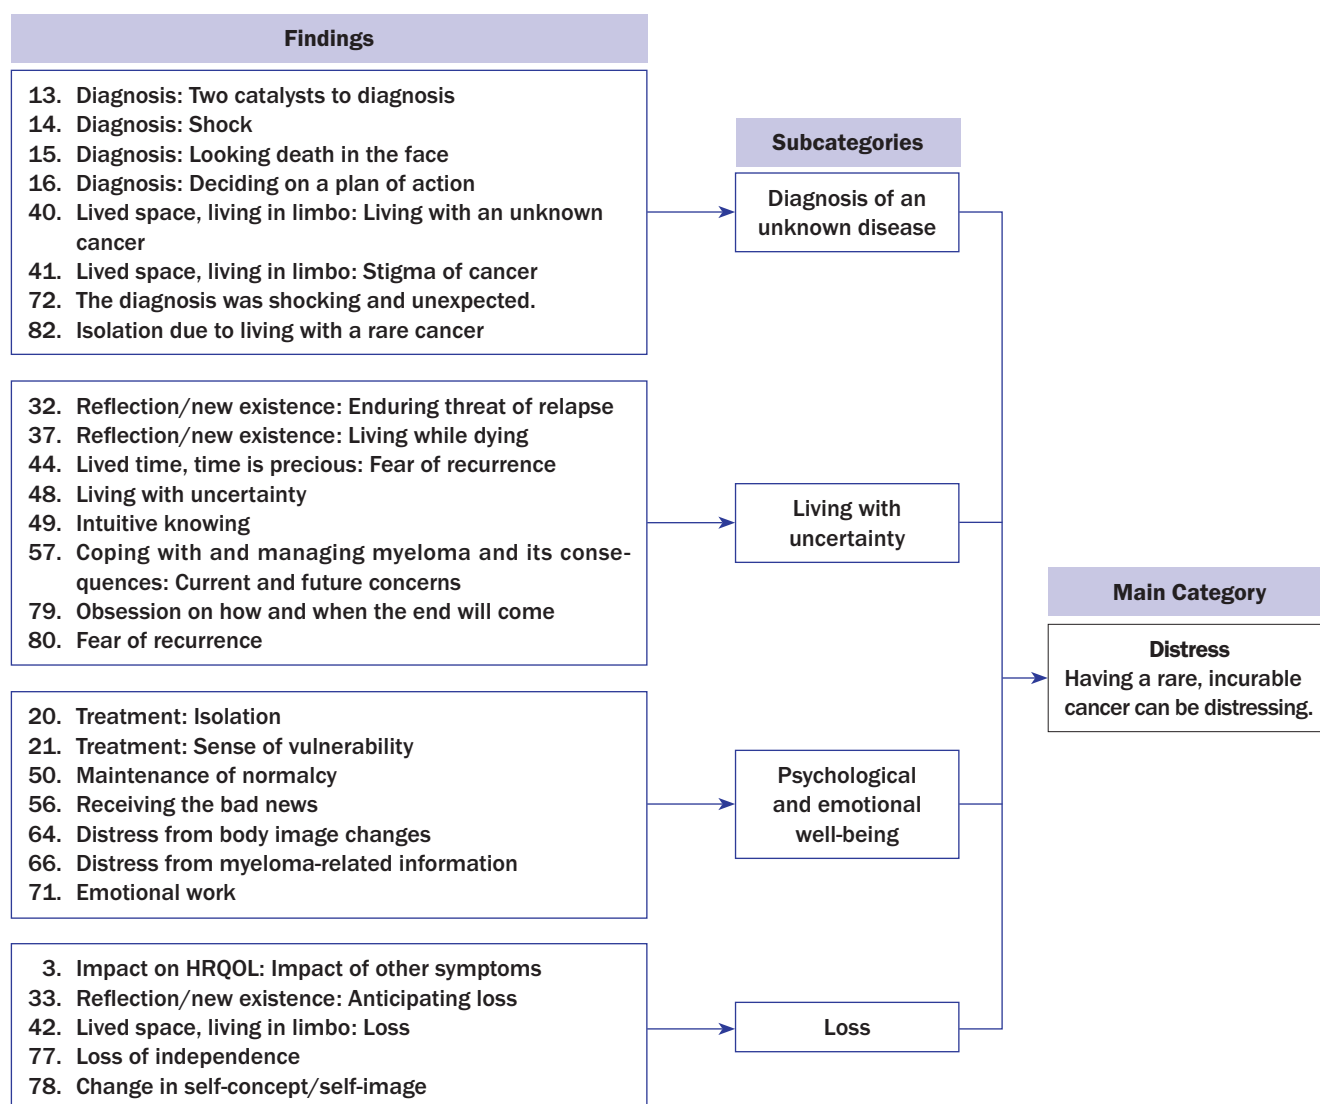 Findings
13. Diagnosis: Two catalysts to diagnosis
14. Diagnosis: Shock
15. Diagnosis: Looking death in the face
16. Diagnosis: Deciding on a plan of action
40. Lived space, living in limbo: Living with an unknown
cancer
41. Lived space, living in limbo: Stigma of cancer
72. The diagnosis was shocking and unexpected.
82. Isolation due to living with a rare cancer
32. Reflection/new existence: Enduring threat of relapse
37. Reflection/new existence: Living while dying
44. Lived time, time is precious: Fear of recurrence
48. Living with uncertainty
49. Intuitive knowing
57. Coping with and managing myeloma and its conse-
quences: Current and future concerns
79. Obsession on how and when the end will come
80. Fear of recurrence
20. Treatment: Isolation
21. Treatment: Sense of vulnerability
50. Maintenance of normalcy
56. Receiving the bad news
64. Distress from body image changes
66. Distress from myeloma-related information
71. Emotional work
3. Impact on HRQOL: Impact of other symptoms
33. Reflection/new existence: Anticipating loss
42. Lived space, living in limbo: Loss
77. Loss of independence
78. Change in self-concept/self-image
Subcategories
Diagnosis of an
unknown disease
Living with
uncertainty
Psychological
and emotional
well-being
Loss
Main Category
Distress
Having a rare, incurable
cancer can be distressing.